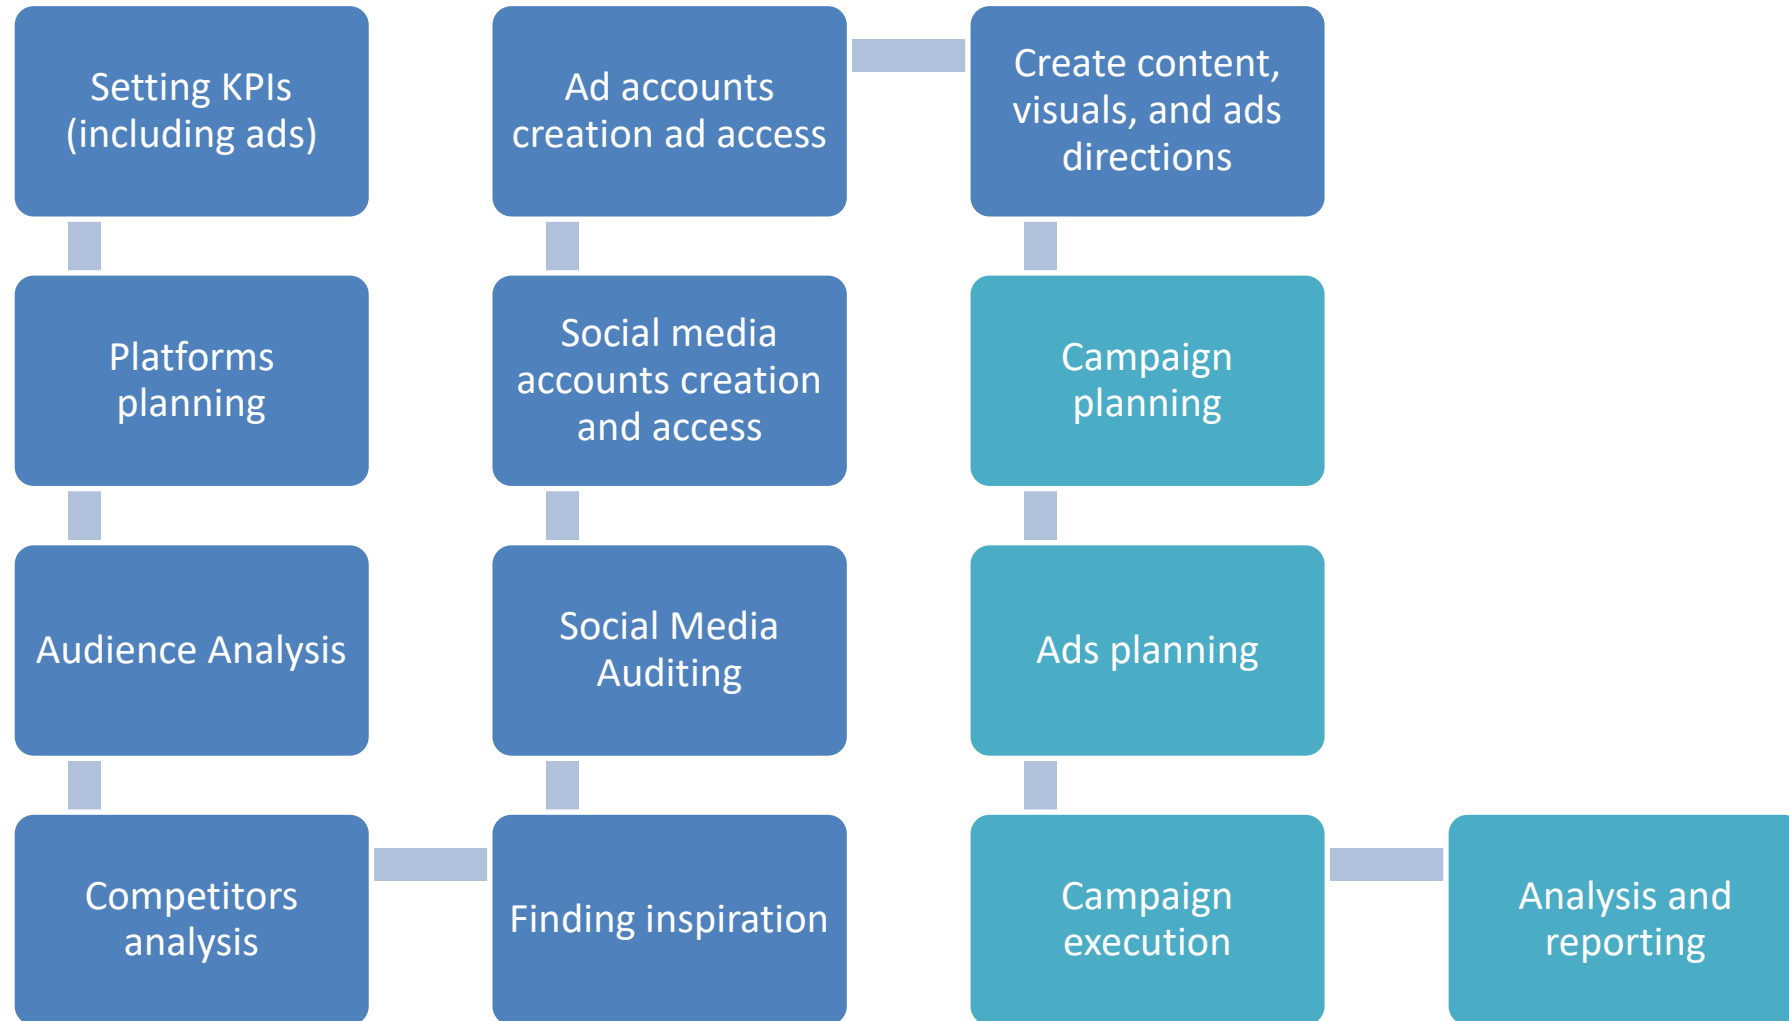 Setting KPIs
(including ads)
Platforms
planning
Audience Analysis
Competitors
analysis
Finding inspiration
Social Media
Auditing
Social media
accounts creation
and access
Ad accounts
creation ad access
Create content,
visuals, and ads
directions
Campaign
planning
Ads planning
Campaign
execution
Analysis and
reporting